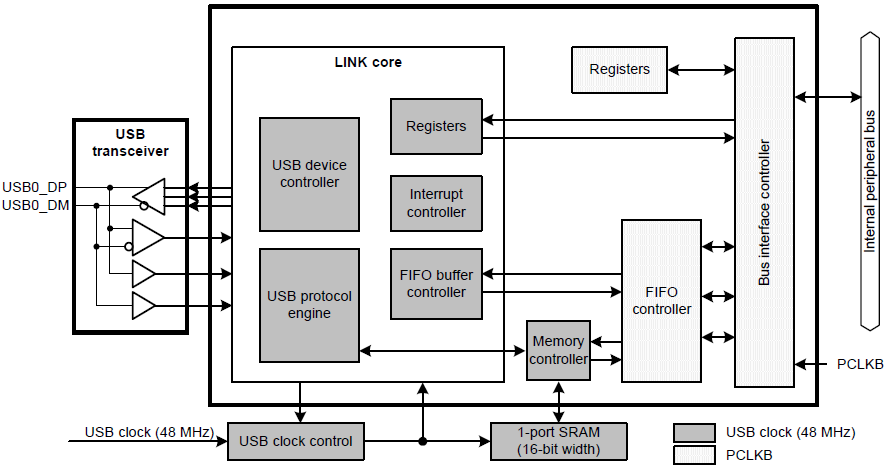 LINK core
Registers
Registers
USB
transceiver
USB device
controller
Interrupt
controller
USB0_DP
USB0_DM
Bus interface controller
Internal peripheral bus
USB protocol
engine
FIFO buffer
controller
FIFO
controller
Memory
controller
PCLKB
USB clock (48 MHz)
USB clock control
1-port SRAM
(16-bit width)
USB clock (48 MHz)
PCLKB